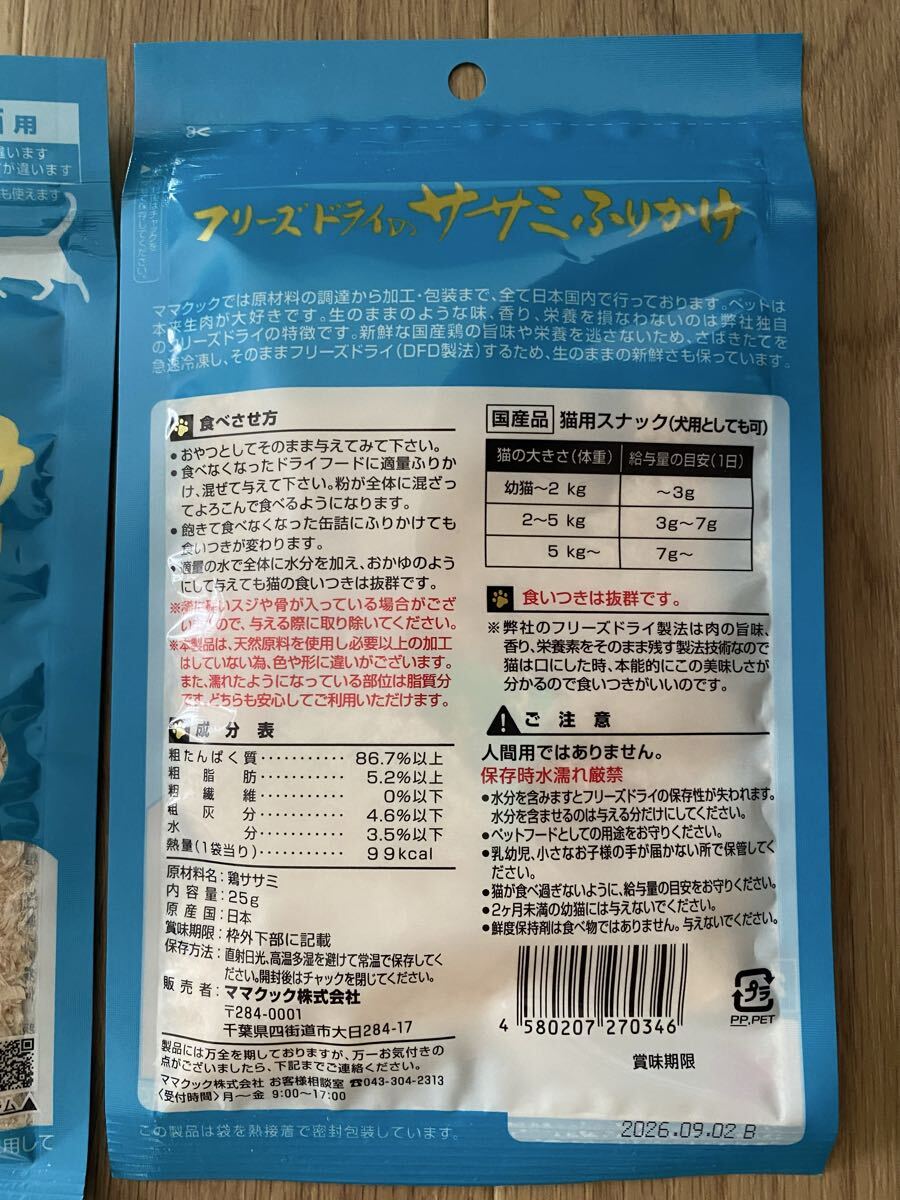 用
違います
が違います
も使えます
フリーズドライのササミふりかけ
ママクックでは原材料の調達から加工・包装まで、全て日本国内で行っております。ペットは
本来生肉が大好きです。生のままのような味、香り、栄養を損なわないのは弊社独自
のフリーズドライの特徴です。新鮮な国産鶏の旨味や栄養を逃さないため、さばきたてを
急速冷凍し、そのままフリーズドライ(DFD製法)するため、生のままの新鮮さも保っています。
食べさせ方
●おやつとしてそのまま与えてみて下さい。
●食べなくなったドライフードに適量ふりか
け、混ぜて与えて下さい。粉が全体に混ざっ
てよろこんで食べるようになります。
●飽きて食べなくなった缶詰にふりかけても
食いつきが変わります。
●適量の水で全体に水分を加え、おかゆのよう
にして与えても猫の食いつきは抜群です。
スジや骨が入っている場合がござ
ので、与える際に取り除いてください。
※本製品は、天然原料を使用し必要以上の加工
はしていない為、色や形に違いがございます。
また、濡れたようになっている部位は脂質分
です。どちらも安心してご利用いただけます。
成分表
粗たんぱく質・・・・・・・・・・・86.7%以上
粗脂肪・・・・・・・・・・・5.2%以上
粗繊維・・・・・・・・・・・0%以下
粗灰分・・・・・・・・・・・4.6%以下
水分・・・・・・・・・・・3.5%以下
熱量(1袋当り)・・・・・・・・・・・99kcal
原材料名:鶏ササミ
内容量:25g
原産国:日本
賞味期限:枠外下部に記載
保存方法:直射日光、高温多湿を避けて常温で保存してく
ださい。開封後はチャックを閉じてください。
販売者:ママクック株式会社
〒284-0001
千葉県四街道市大日284-17
製品には万全を期しておりますが、万一お気付きの
点がございましたら、下記までご連絡ください。
ママクック株式会社 お客様相談室 ☎043-304-2313
〈受付時間〉月〜金 9:00〜17:00
国産品 猫用スナック(犬用としても可)
猫の大きさ(体重) 給与量の目安(1日)
幼猫〜2 kg 〜3g
2〜5 kg 3g〜7g
5 kg〜 7g〜
食いつきは抜群です。
※弊社のフリーズドライ製法は肉の旨味、
香り、栄養素をそのまま残す製法技術なので
猫は口にした時、本能的にこの美味しさが
分かるので食いつきがいいのです。
ご注意
人間用ではありません。
保存時水濡れ厳禁
●水分を含みますとフリーズドライの保存性が失われます。
水分を含ませるのは与える分だけにしてください。
●ペットフードとしての用途をお守りください。
●乳幼児、小さなお子様の手が届かない所で保管してく
ださい。
●猫が食べ過ぎないように、給与量の目安をお守りください。
●2ヶ月未満の幼猫には与えないでください。
●鮮度保持剤は食べ物ではありません。与えないでください。
4 580207 270346
プラ
PP,PET
賞味期限
2026.09.02 B
この製品は袋を熱接着で密封包装しています。